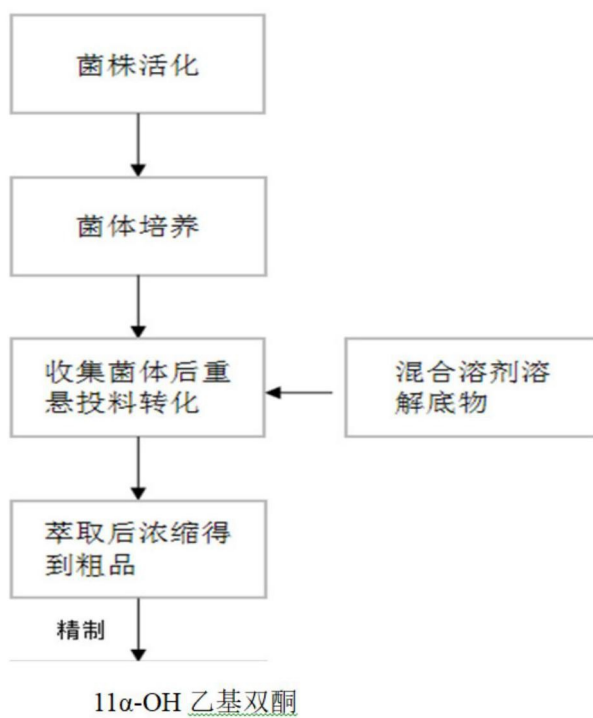 菌株活化
菌体培养
收集菌体后重
悬投料转化
混合溶剂溶
解底物
萃取后浓缩得
到粗品
精制
11α-OH 乙基双酮